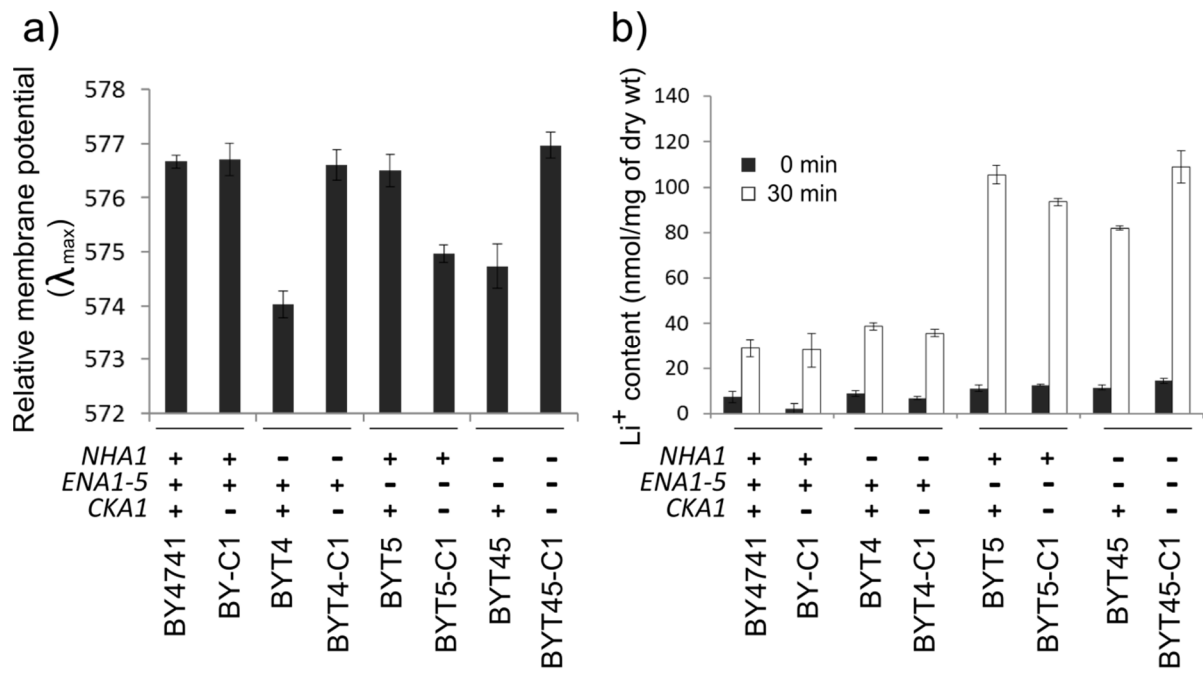 a)
Relative membrane potential
(λmax)
578
577
576
575
574
573
572
NHA1 + + - - + + - -
ENA1-5 + + + + - - - -
CKA1 + - + - + - + -
BY4741
BY-C1
BYT4
BYT4-C1
BYT5
BYT5-C1
BYT45
BYT45-C1
b)
Li+ content (nmol/mg of dry wt)
140
120
100
80
60
40
20
0
0 min
30 min
NHA1 + + - - + + - -
ENA1-5 + + + + - - - -
CKA1 + - + - + - + -
BY4741
BY-C1
BYT4
BYT4-C1
BYT5
BYT5-C1
BYT45
BYT45-C1